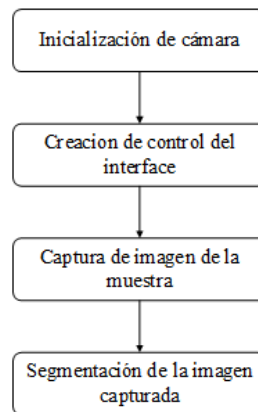 Inicialización de cámara
Creacion de control del
interface
Captura de imagen de la
muestra
Segmentación de la imagen
capturada